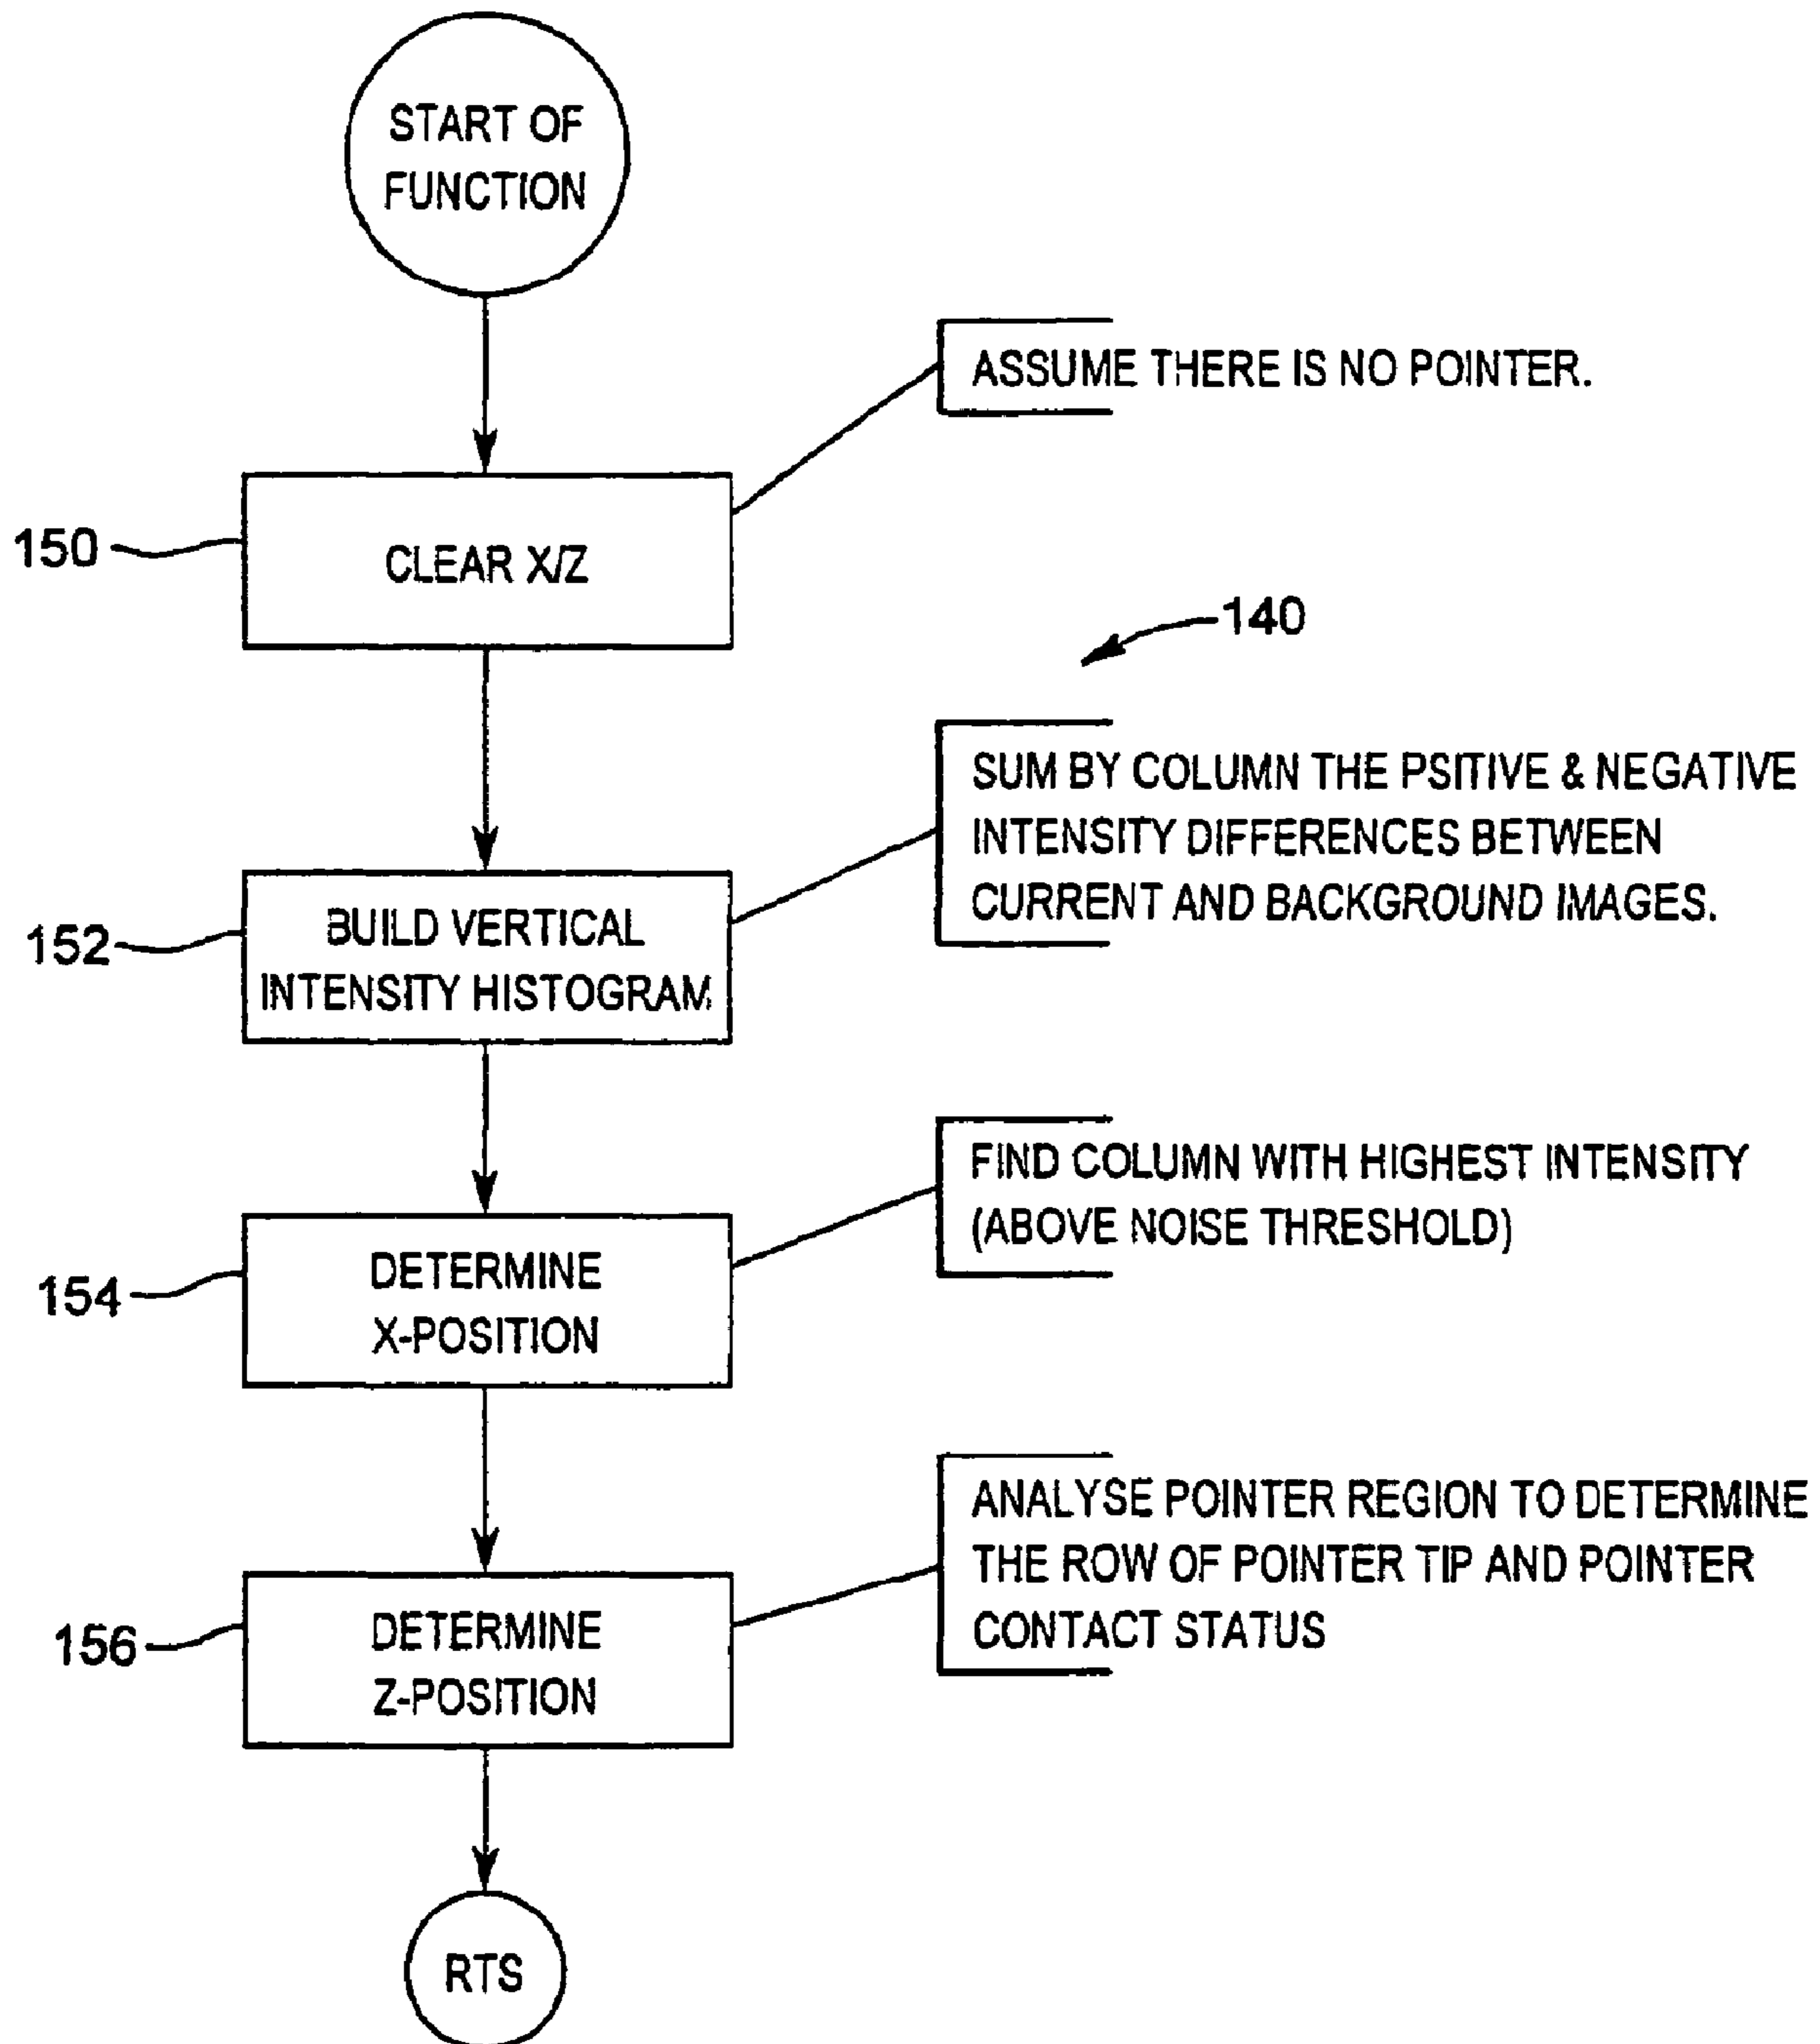 START OF
FUNCTION
ASSUME THERE IS NO POINTER.
150
CLEAR X/Z
140
SUM BY COLUMN THE PSITIVE & NEGATIVE
INTENSITY DIFFERENCES BETWEEN
CURRENT AND BACKGROUND IMAGES.
152
BUILD VERTICAL
INTENSITY HISTOGRAM
FIND COLUMN WITH HIGHEST INTENSITY
(ABOVE NOISE THRESHOLD)
154
DETERMINE
X-POSITION
ANALYSE POINTER REGION TO DETERMINE
THE ROW OF POINTER TIP AND POINTER
CONTACT STATUS
156
DETERMINE
Z-POSITION
RTS